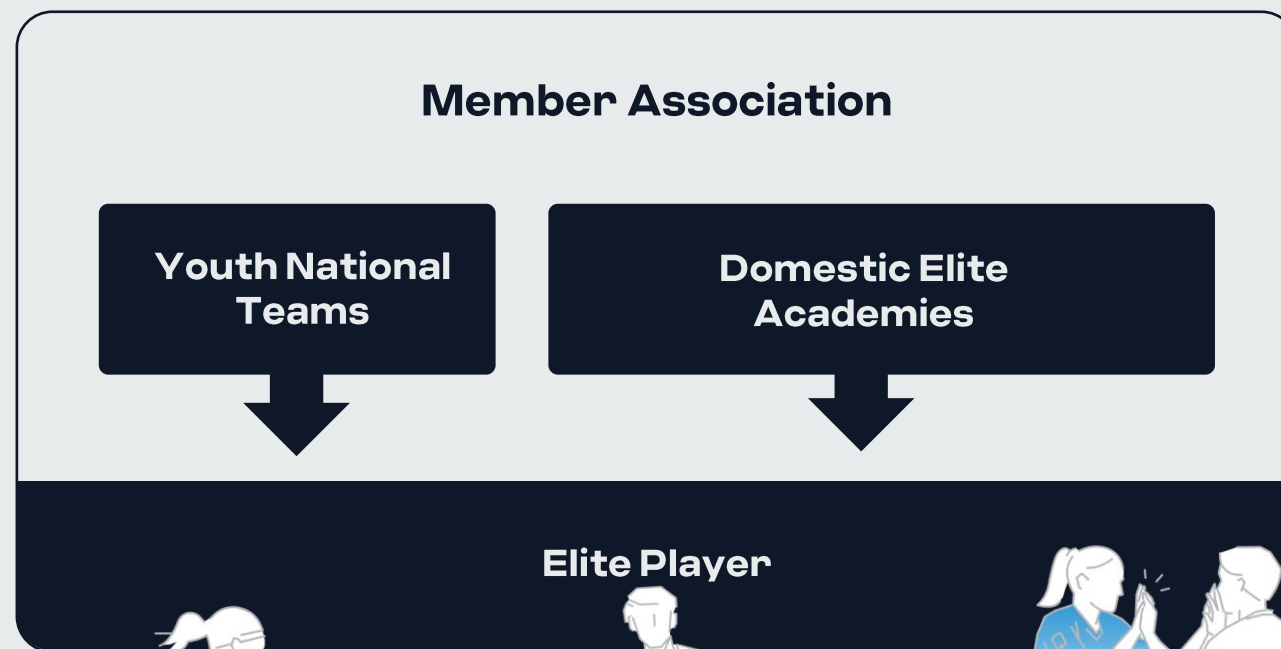 Member Association
Youth National
Teams
Domestic Elite
Academies
Elite Player